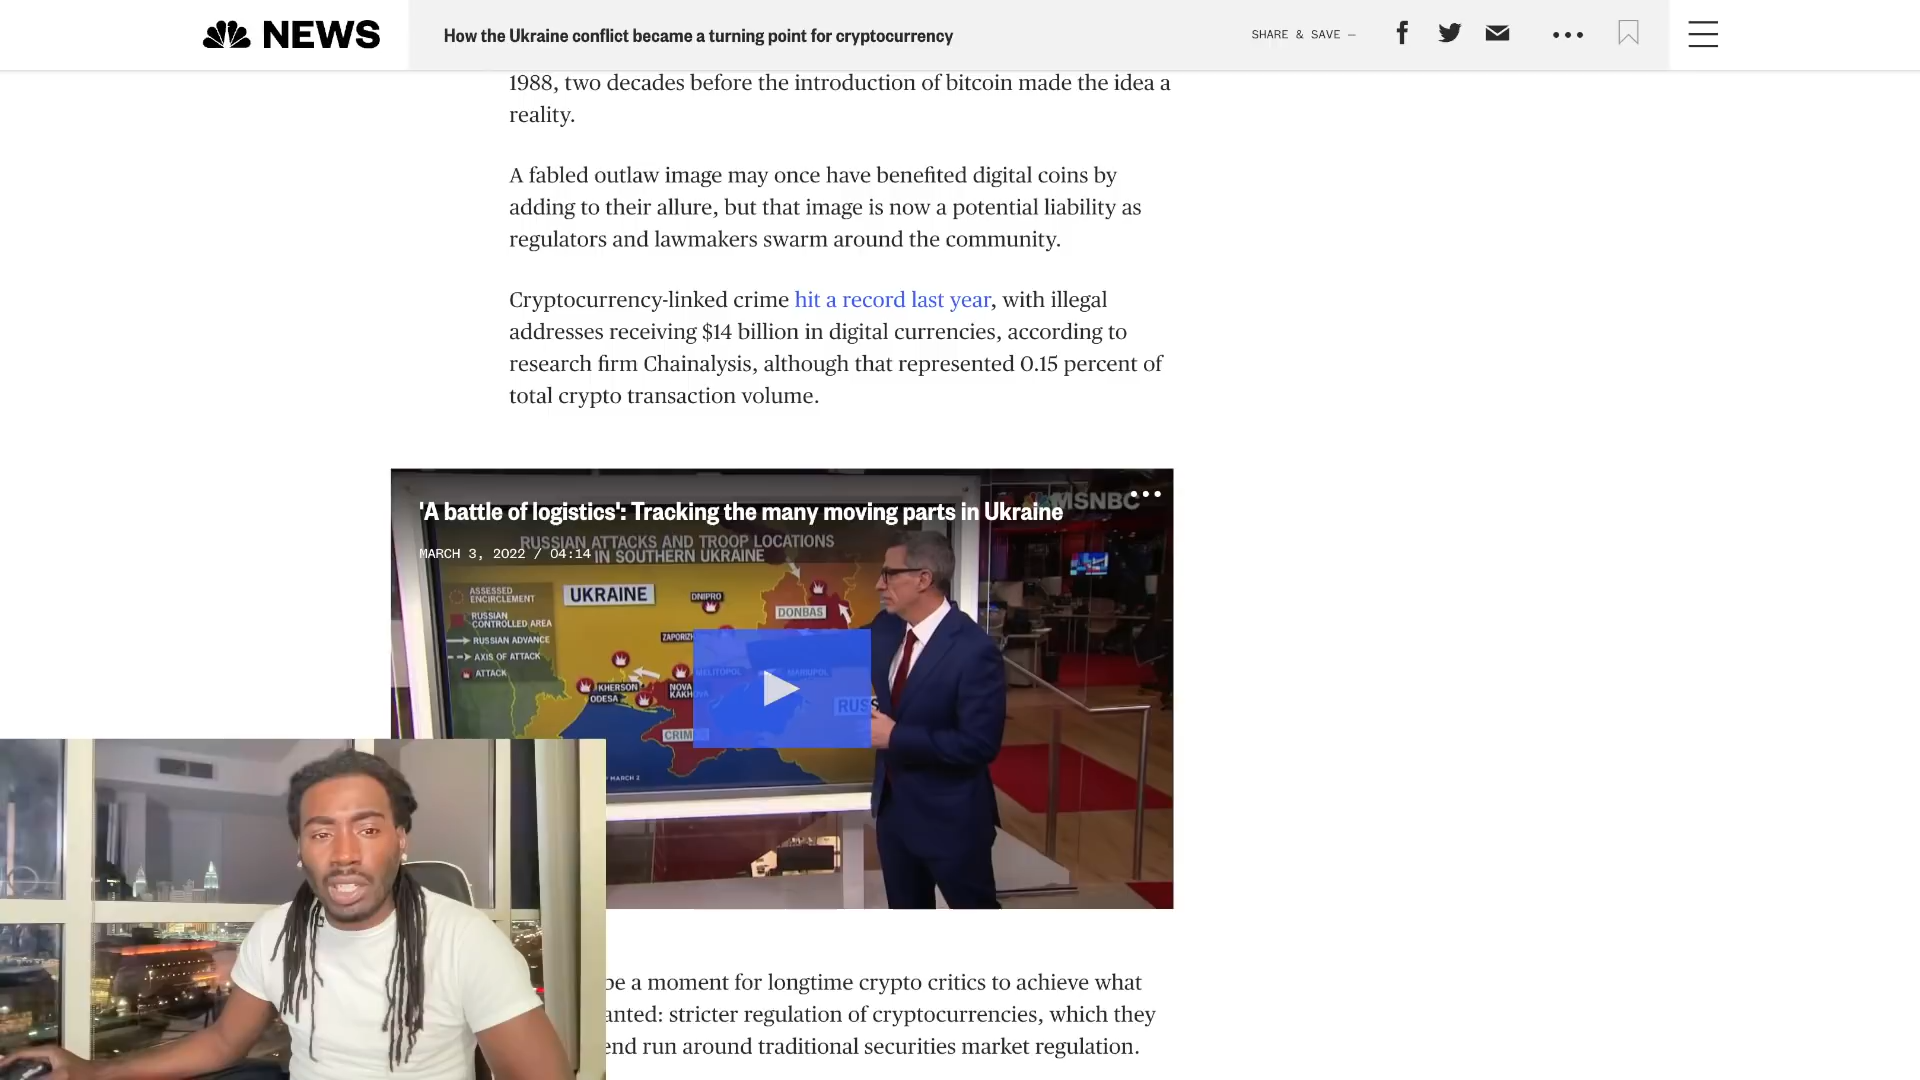 NEWS
How the Ukraine conflict became a turning point for cryptocurrency
SHARE & SAVE —
1988, two decades before the introduction of bitcoin made the idea a
reality.
A fabled outlaw image may once have benefited digital coins by
adding to their allure, but that image is now a potential liability as
regulators and lawmakers swarm around the community.
Cryptocurrency-linked crime hit a record last year, with illegal
addresses receiving $14 billion in digital currencies, according to
research firm Chainalysis, although that represented 0.15 percent of
total crypto transaction volume.
MSNBC
'A battle of logistics': Tracking the many moving parts in Ukraine
MARCH 3, 2022 / 04:14
RUSSIAN ATTACKS AND TROOP LOCATIONS
IN SOUTHERN UKRAINE
ASSESSED
ENCIRCLEMENT
RUSSIAN
CONTROLLED AREA
RUSSIAN ADVANCE
AXIS OF ATTACK
ATTACK
UKRAINE
DNIPRO
DONBAS
ZAPORIZH
MELITOPOL
MARIUPOL
KHERSON
NOVA
KAKHOVA
ODESA
RUSS
CRIM
MARCH 2
be a moment for longtime crypto critics to achieve what
anted: stricter regulation of cryptocurrencies, which they
end run around traditional securities market regulation.